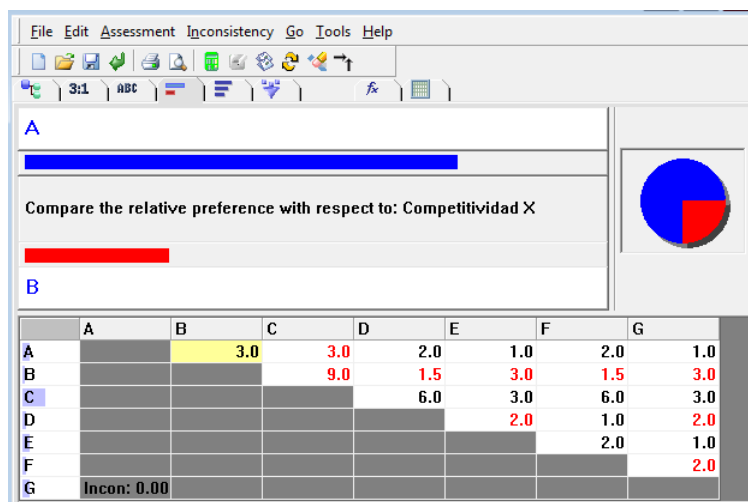 File Edit Assessment Inconsistency Go Tools Help
3:1 ABC fx
A
Compare the relative preference with respect to: Competitividad X
B
A B C D E F G
A 3.0 3.0 2.0 1.0 2.0 1.0
B 9.0 1.5 3.0 1.5 3.0
C 6.0 3.0 6.0 3.0
D 2.0 1.0 2.0
E 2.0 1.0
F 2.0
G Incon: 0.00